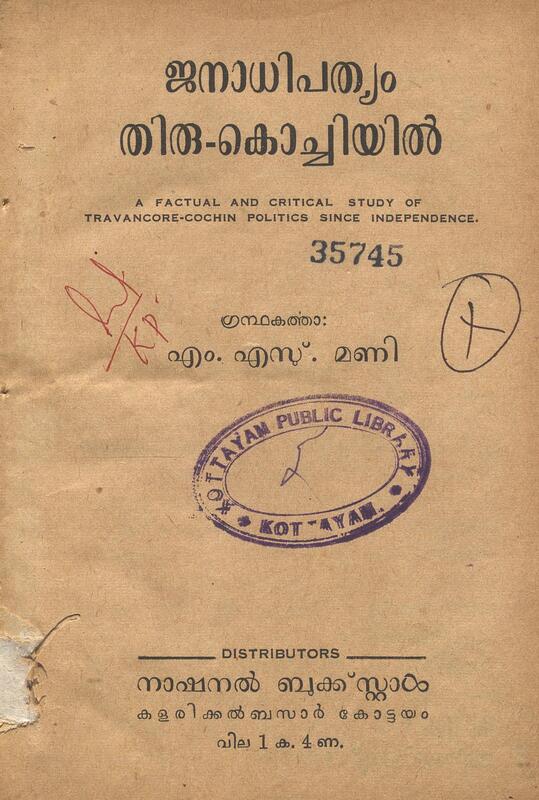 ജനാധിപത്യം
തിരു-കൊച്ചിയിൽ
A FACTUAL AND CRITICAL STUDY OF
TRAVANCORE-COCHIN POLITICS SINCE INDEPENDENCE.
35745
ഗ്രന്ഥകർത്താ:
എം. എസ്. മണി
KOTTAYAM PUBLIC LIBRARY
KOTTAYAM.
DISTRIBUTORS
നാഷണൽ ബുക്ക് സ്റ്റാൾ
കളരിക്കൽബസാർ കോട്ടയം
വില 1 ക. 4 ണ.